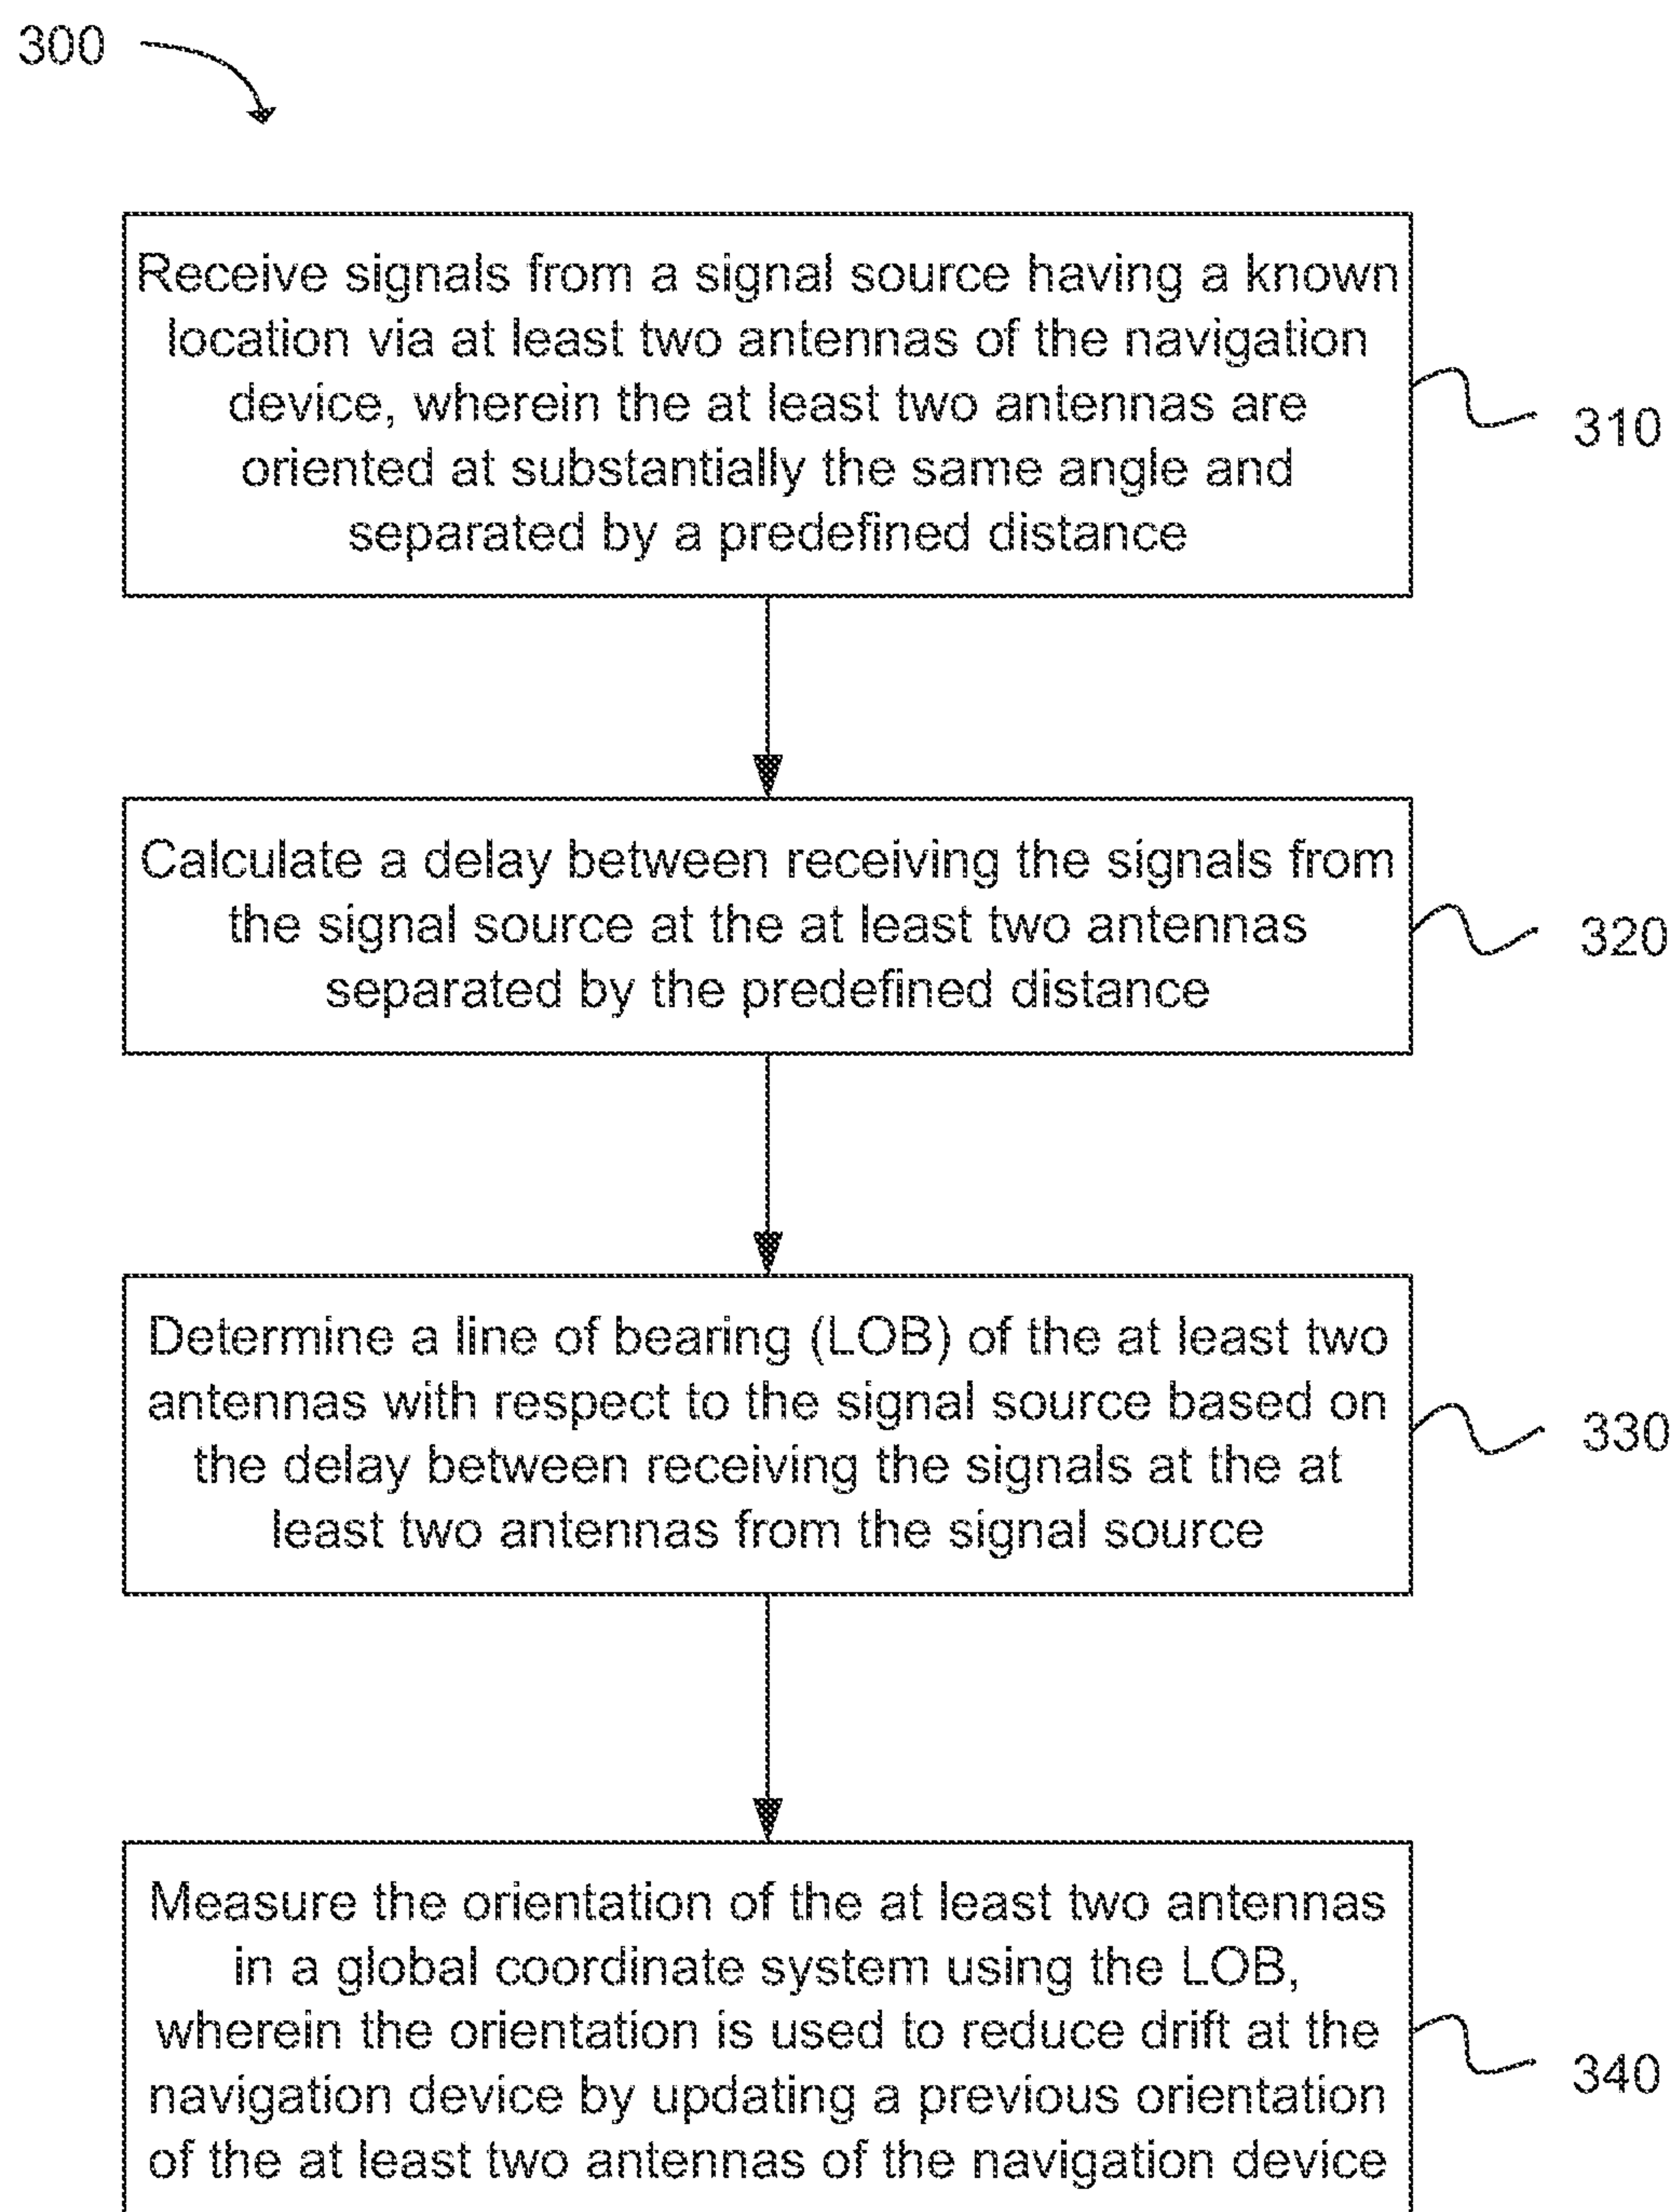 300
Receive signals from a signal source having a known
location via at least two antennas of the navigation
device, wherein the at least two antennas are
oriented at substantially the same angle and
separated by a predefined distance
310
Calculate a delay between receiving the signals from
the signal source at the at least two antennas
separated by the predefined distance
320
Determine a line of bearing (LOB) of the at least two
antennas with respect to the signal source based on
the delay between receiving the signals at the at
least two antennas from the signal source
330
Measure the orientation of the at least two antennas
in a global coordinate system using the LOB,
wherein the orientation is used to reduce drift at the
navigation device by updating a previous orientation
of the at least two antennas of the navigation device
340